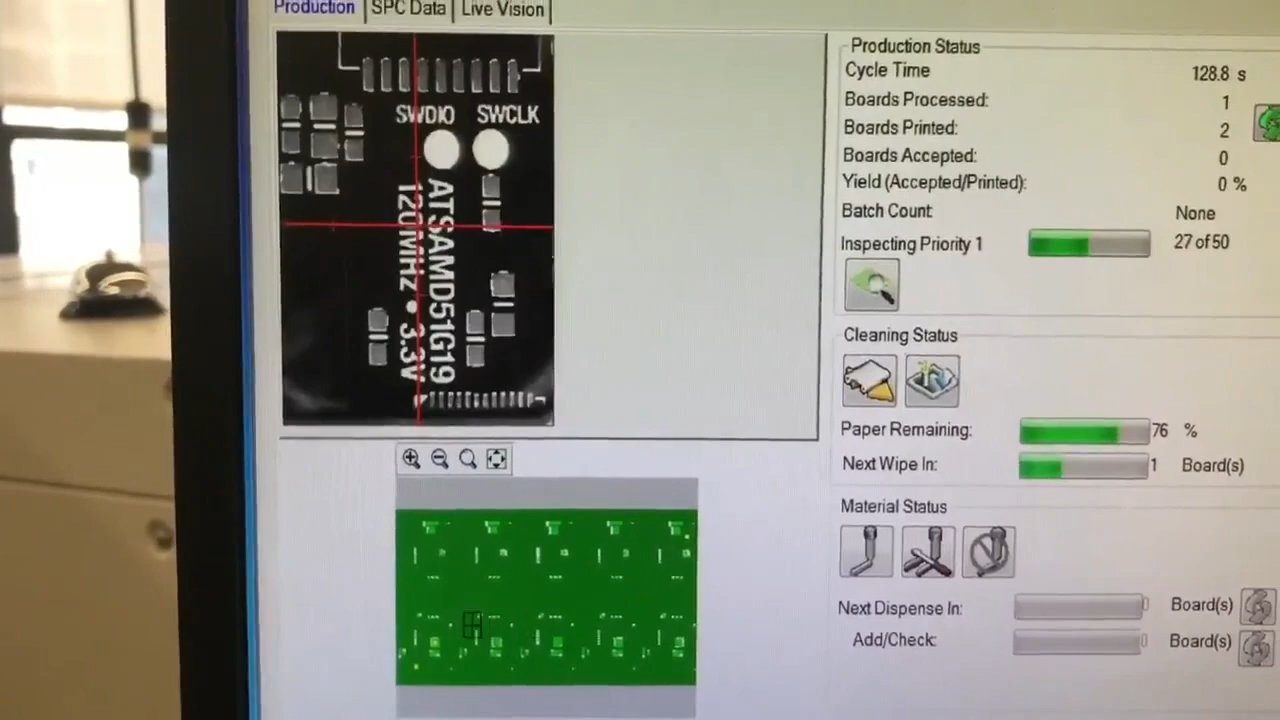 Production SPC Data Live Vision
SWDIO SWCLK
ATSAMD51G19
120MHz • 3.3V
Production Status
Cycle Time 128.8 s
Boards Processed: 1
Boards Printed: 2
Boards Accepted: 0
Yield (Accepted/Printed): 0 %
Batch Count: None
Inspecting Priority 1 27 of 50
Cleaning Status
Paper Remaining: 76 %
Next Wipe In: 1 Board(s)
Material Status
Next Dispense In: 0 Board(s)
Add/Check: 0 Board(s)